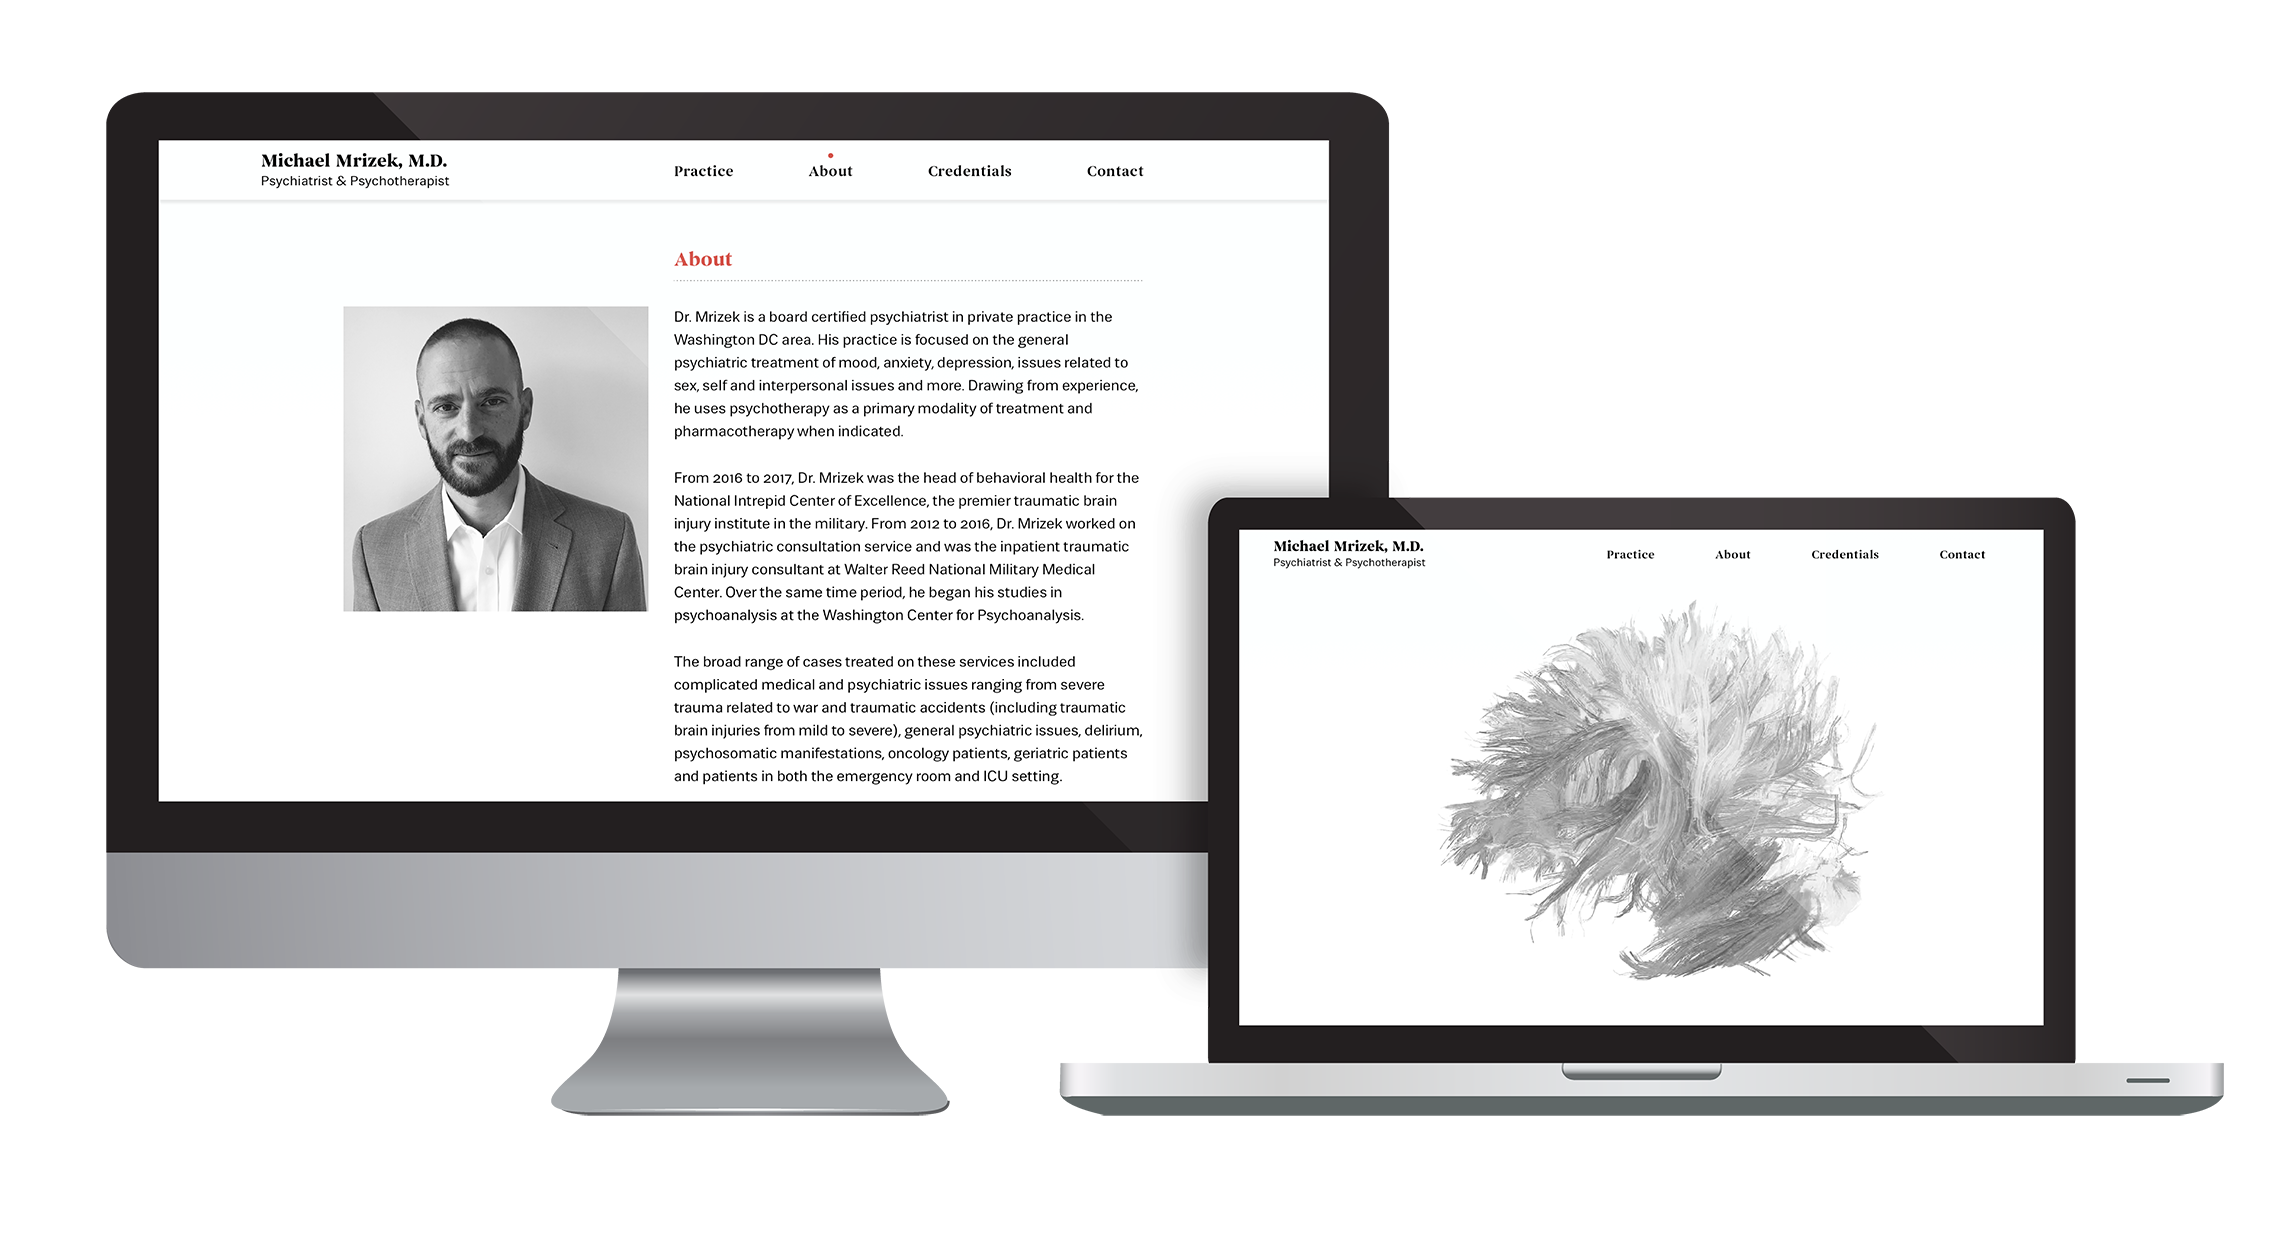 Michael Mrizek, M.D.
Psychiatrist & Psychotherapist
Practice
About
Credentials
Contact
About
Dr. Mrizek is a board certified psychiatrist in private practice in the
Washington DC area. His practice is focused on the general
psychiatric treatment of mood, anxiety, depression, issues related to
sex, self and interpersonal issues and more. Drawing from experience,
he uses psychotherapy as a primary modality of treatment and
pharmacotherapy when indicated.
From 2016 to 2017, Dr. Mrizek was the head of behavioral health for the
National Intrepid Center of Excellence, the premier traumatic brain
injury institute in the military. From 2012 to 2016, Dr. Mrizek worked on
the psychiatric consultation service and was the inpatient traumatic
brain injury consultant at Walter Reed National Military Medical
Center. Over the same time period, he began his studies in
psychoanalysis at the Washington Center for Psychoanalysis.
The broad range of cases treated on these services included
complicated medical and psychiatric issues ranging from severe
trauma related to war and traumatic accidents (including traumatic
brain injuries from mild to severe), general psychiatric issues, delirium,
psychosomatic manifestations, oncology patients, geriatric patients
and patients in both the emergency room and ICU setting.
Michael Mrizek, M.D.
Psychiatrist & Psychotherapist
Practice
About
Credentials
Contact